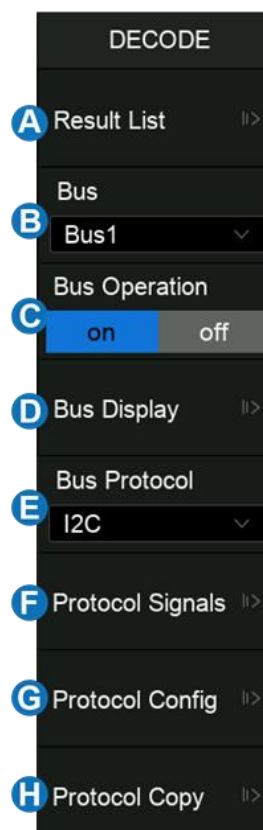 DECODE
A Result List
Bus
B Bus1
Bus Operation
C on off
D Bus Display
Bus Protocol
E I2C
F Protocol Signals
G Protocol Config
H Protocol Copy